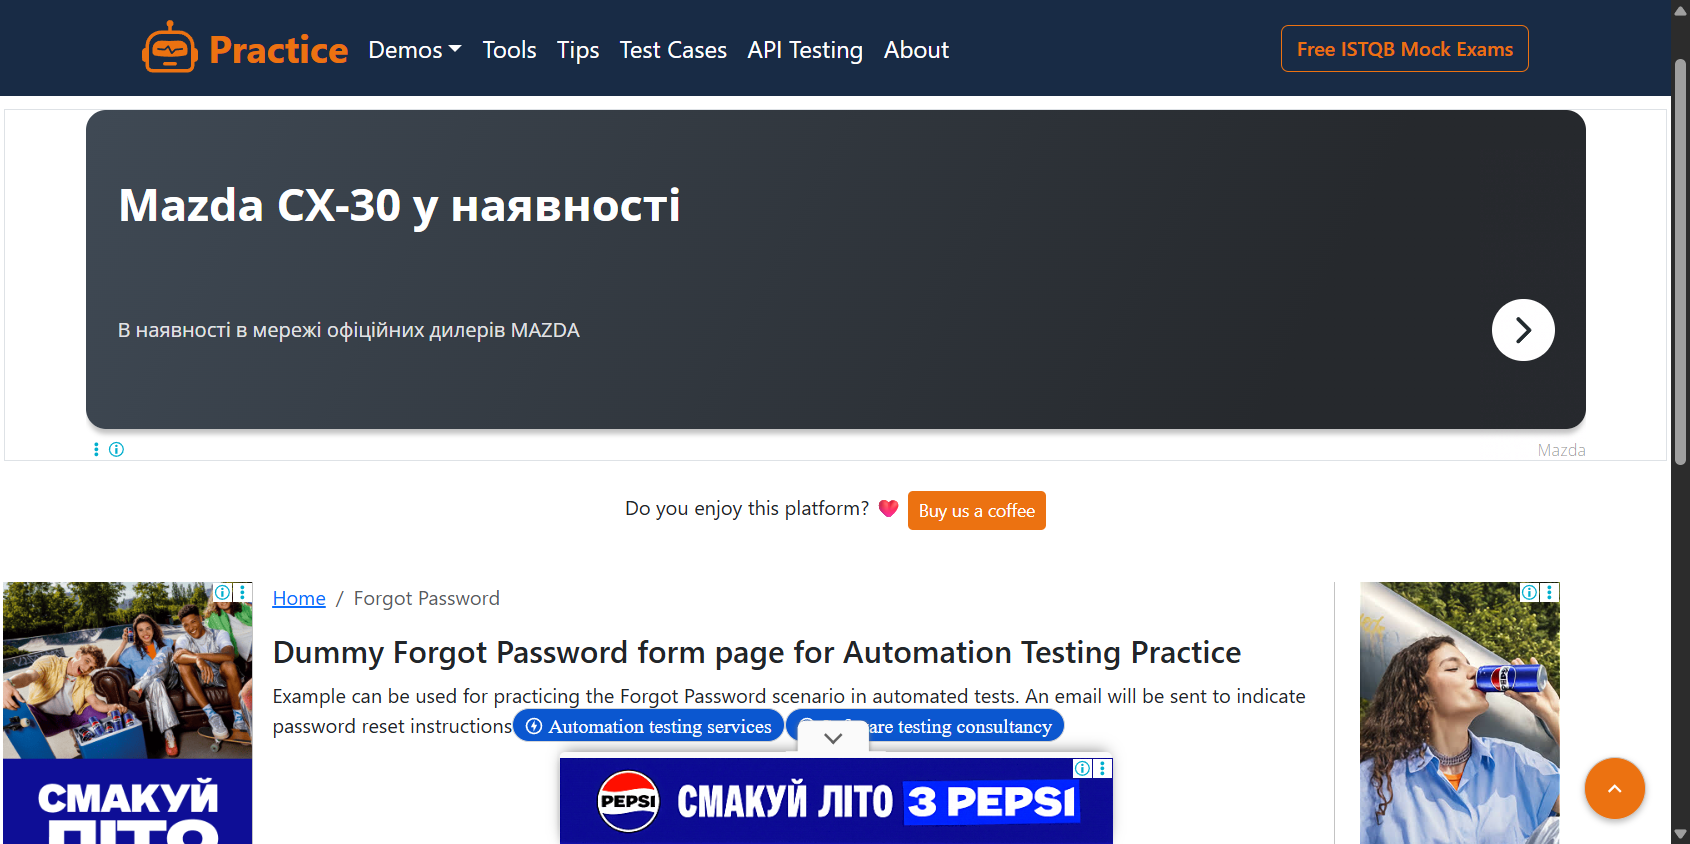 Practice
Demos
Tools
Tips
Test Cases
API Testing
About
Free ISTQB Mock Exams
Mazda CX-30 у наявності
В наявності в мережі офіційних дилерів MAZDA
Mazda
Do you enjoy this platform?
Buy us a coffee
Home / Forgot Password
Dummy Forgot Password form page for Automation Testing Practice
Example can be used for practicing the Forgot Password scenario in automated tests. An email will be sent to indicate
password reset instructions
Automation testing services
testing consultancy
СМАКУЙ
ЛІТО
PEPSI
СМАКУЙ ЛІТО З PEPSI